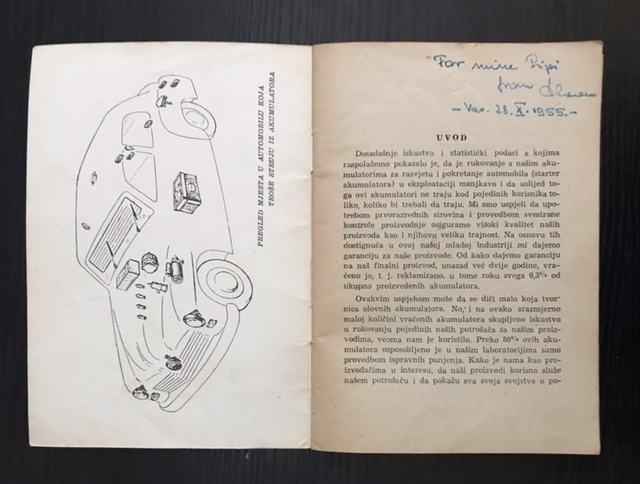 PREGLED MJESTA U AUTOMOBILU KOJA
TROŠE STRUJU IZ AKUMULATORA
For mine
– Var. 28. X. 1955. –
UVOD
Dosadašnje iskustvo i statistički podaci s kojima
raspolažemo pokazalo je, da je rukovanje s našim aku-
mulatorima za rasvjetu i pokretanje automobila (starter
akumulatora) u eksploataciji manjkavo i da uslijed to-
ga ovi akumulatori ne traju kod pojedinih korisnika to-
liko, koliko bi trebali da traju. Mi smo uspjeli da upo-
trebom prvorazrednih sirovina i provedbom svestrane
kontrole proizvodnje osiguramo visoki kvalitet naših
proizvoda kao i njihovu veliku trajnost. Na osnovu tih
dostignuća u ovoj našoj mladoj industriji mi dajemo
garanciju za naše proizvode. Od kako dajemo garanciju
na naš finalni proizvod, unazad već dvije godine, vra-
ćeno je, t. j. reklamirano, u tome roku svega 0,3% od
ukupno proizvedenih akumulatora.
Ovakvim uspjehom može da se diči malo koja tvor-
nica olovnih akumulatora. No, i na ovako srazmjerno
maloj količini vraćenih akumulatora skupljeno iskustvo
u rukovanju pojedinih naših potrošača sa našim proiz-
vodima, veoma nam je koristilo. Preko 80% ovih aku-
mulatora osposobljeno je u našim laboratorijima samo
provedbom ispravnih punjenja. Kako je nama kao pro-
izvođačima u interesu, da naši proizvodi korisno služe
našem potrošaču i da pokažu sva svoja svojstva u po-